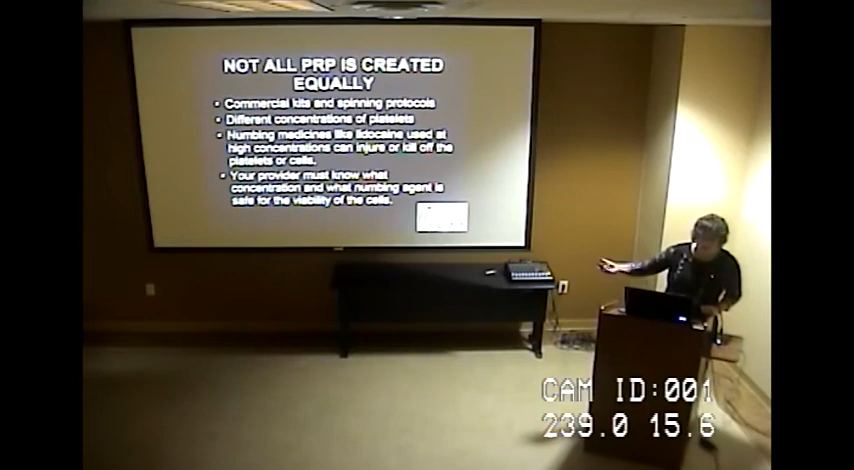 NOT ALL PRP IS CREATED
EQUALLY
• Commercial kits and spinning protocols
• Different concentrations of platelets
• Numbing medicines like lidocaine used at
high concentrations can injure or kill off the
platelets or cells.
• Your provider must know what
concentration and what numbing agent is
safe for the viability of the cells.
CAM ID:001
239.0 15.6